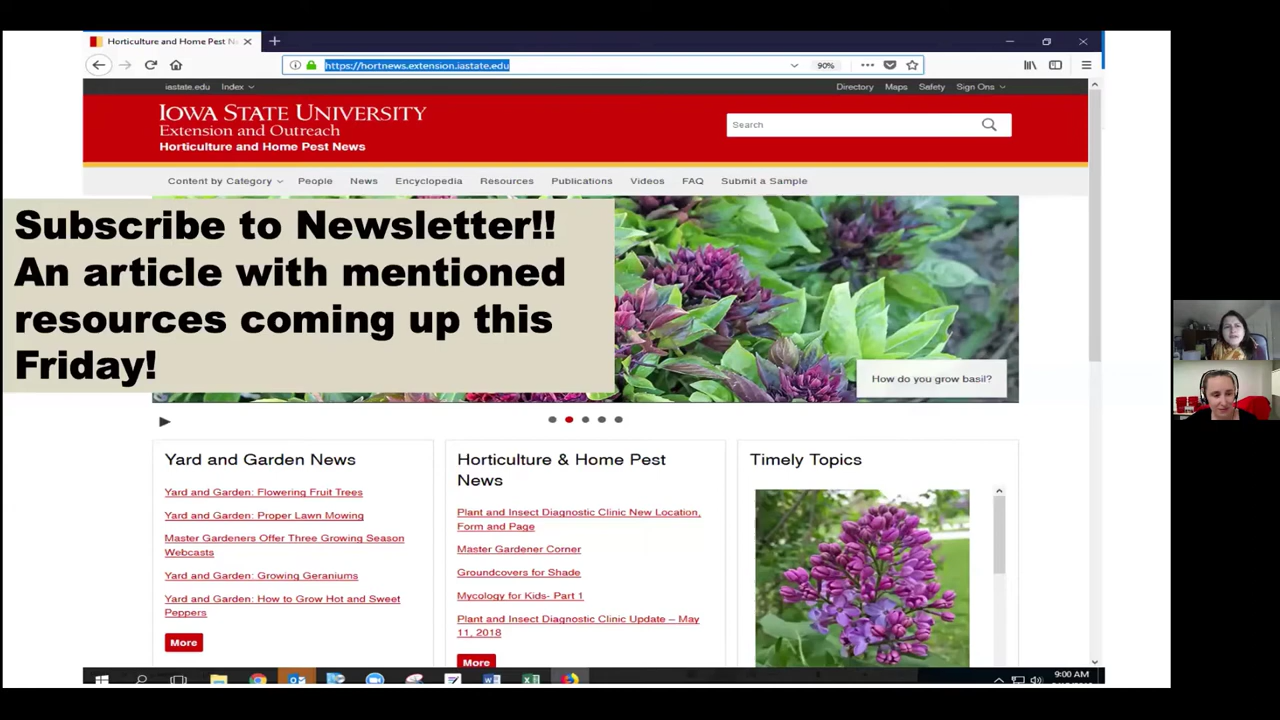 Horticulture and Home Pest N
https://hortnews.extension.iastate.edu
90%
iastate.edu
Index
Directory
Maps
Safety
Sign Ons
IOWA STATE UNIVERSITY
Extension and Outreach
Horticulture and Home Pest News
Search
Content by Category
People
News
Encyclopedia
Resources
Publications
Videos
FAQ
Submit a Sample
Subscribe to Newsletter!!
An article with mentioned
resources coming up this
Friday!
How do you grow basil?
Yard and Garden News
Yard and Garden: Flowering Fruit Trees
Yard and Garden: Proper Lawn Mowing
Master Gardeners Offer Three Growing Season
Webcasts
Yard and Garden: Growing Geraniums
Yard and Garden: How to Grow Hot and Sweet
Peppers
More
Horticulture & Home Pest
News
Plant and Insect Diagnostic Clinic New Location,
Form and Page
Master Gardener Corner
Groundcovers for Shade
Mycology for Kids- Part 1
Plant and Insect Diagnostic Clinic Update – May
11, 2018
More
Timely Topics
9:00 AM